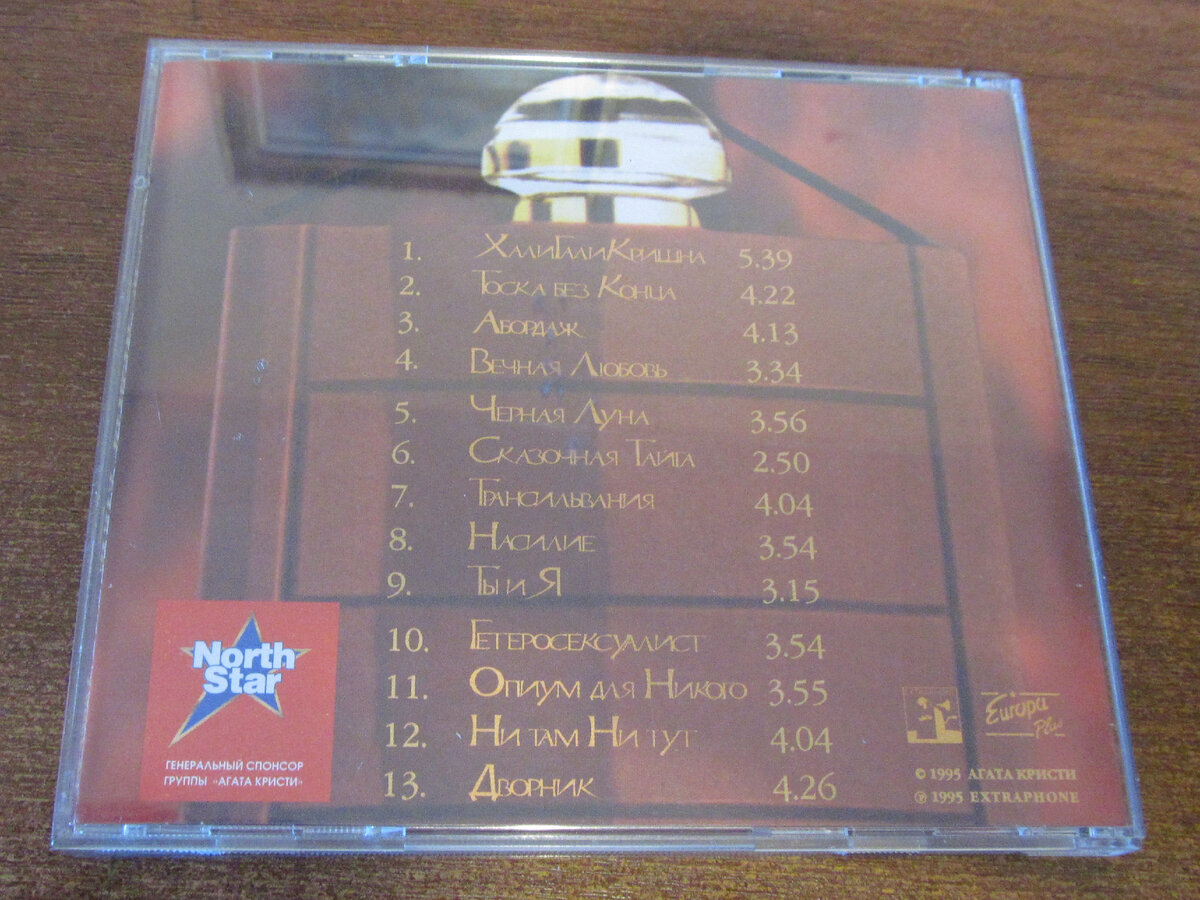 1. ХалиГалиКришна 5.39
2. Тоска без Конца 4.22
3. Абордаж 4.13
4. Вечная Любовь 3.34
5. Черная Луна 3.56
6. Сказочная Тайга 2.50
7. Трансильвания 4.04
8. Насилие 3.54
9. Ты и Я 3.15
10. Гетеросексуалист 3.54
11. Опиум для Никого 3.55
12. Ни там Ни тут 4.04
13. Дворник 4.26
North
Star
ГЕНЕРАЛЬНЫЙ СПОНСОР
ГРУППЫ «АГАТА КРИСТИ»
Europa
Plus
© 1995 АГАТА КРИСТИ
℗ 1995 EXTRAPHONE